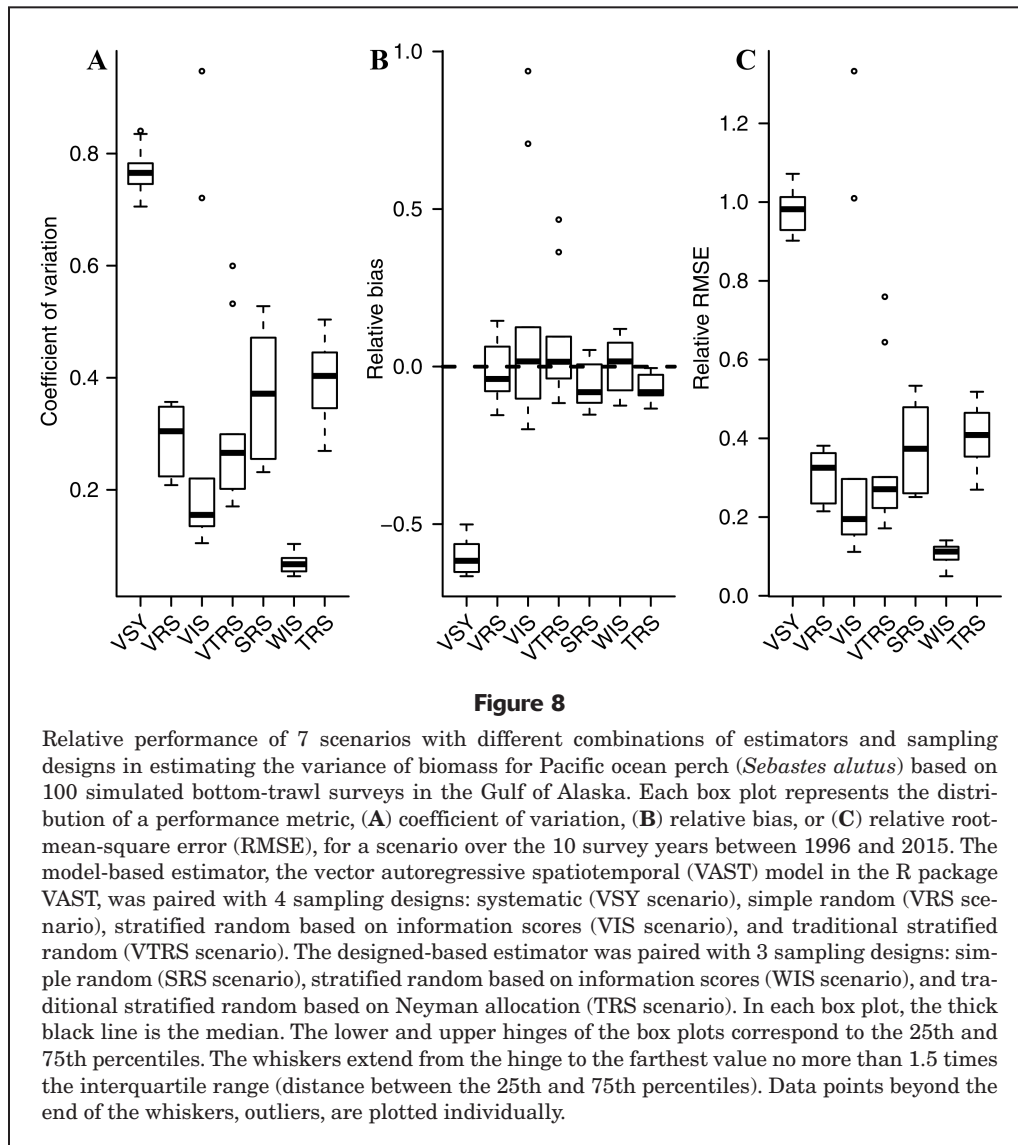 A
B
C
Coefficient of variation
0.8
0.6
0.4
0.2
VSY
VRS
VIS
VTRS
SRS
WIS
TRS
Relative bias
1.0
0.5
0.0
−0.5
VSY
VRS
VIS
VTRS
SRS
WIS
TRS
Relative RMSE
1.2
1.0
0.8
0.6
0.4
0.2
0.0
VSY
VRS
VIS
VTRS
SRS
WIS
TRS
Figure 8
Relative performance of 7 scenarios with different combinations of estimators and sampling
designs in estimating the variance of biomass for Pacific ocean perch (Sebastes alutus) based on
100 simulated bottom-trawl surveys in the Gulf of Alaska. Each box plot represents the distri-
bution of a performance metric, (A) coefficient of variation, (B) relative bias, or (C) relative root-
mean-square error (RMSE), for a scenario over the 10 survey years between 1996 and 2015. The
model-based estimator, the vector autoregressive spatiotemporal (VAST) model in the R package
VAST, was paired with 4 sampling designs: systematic (VSY scenario), simple random (VRS sce-
nario), stratified random based on information scores (VIS scenario), and traditional stratified
random (VTRS scenario). The designed-based estimator was paired with 3 sampling designs: sim-
ple random (SRS scenario), stratified random based on information scores (WIS scenario), and tra-
ditional stratified random based on Neyman allocation (TRS scenario). In each box plot, the thick
black line is the median. The lower and upper hinges of the box plots correspond to the 25th and
75th percentiles. The whiskers extend from the hinge to the farthest value no more than 1.5 times
the interquartile range (distance between the 25th and 75th percentiles). Data points beyond the
end of the whiskers, outliers, are plotted individually.